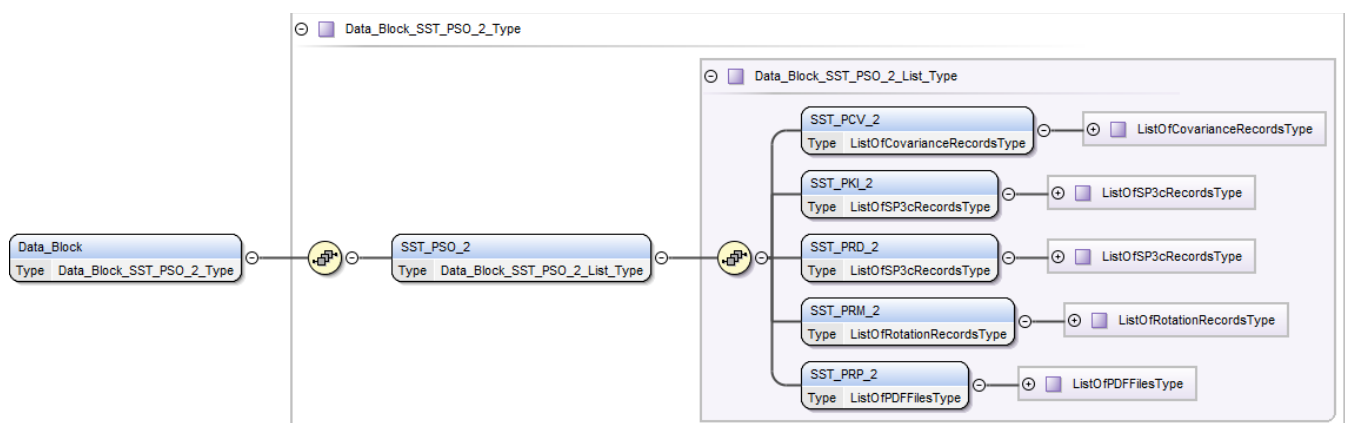 Data_Block_SST_PSO_2_Type
Data_Block_SST_PSO_2_List_Type
SST_PCV_2
Type ListOfCovarianceRecordsType
ListOfCovarianceRecordsType
SST_PKI_2
Type ListOfSP3cRecordsType
ListOfSP3cRecordsType
Data_Block
Type Data_Block_SST_PSO_2_Type
SST_PSO_2
Type Data_Block_SST_PSO_2_List_Type
SST_PRD_2
Type ListOfSP3cRecordsType
ListOfSP3cRecordsType
SST_PRM_2
Type ListOfRotationRecordsType
ListOfRotationRecordsType
SST_PRP_2
Type ListOfPDFFilesType
ListOfPDFFilesType